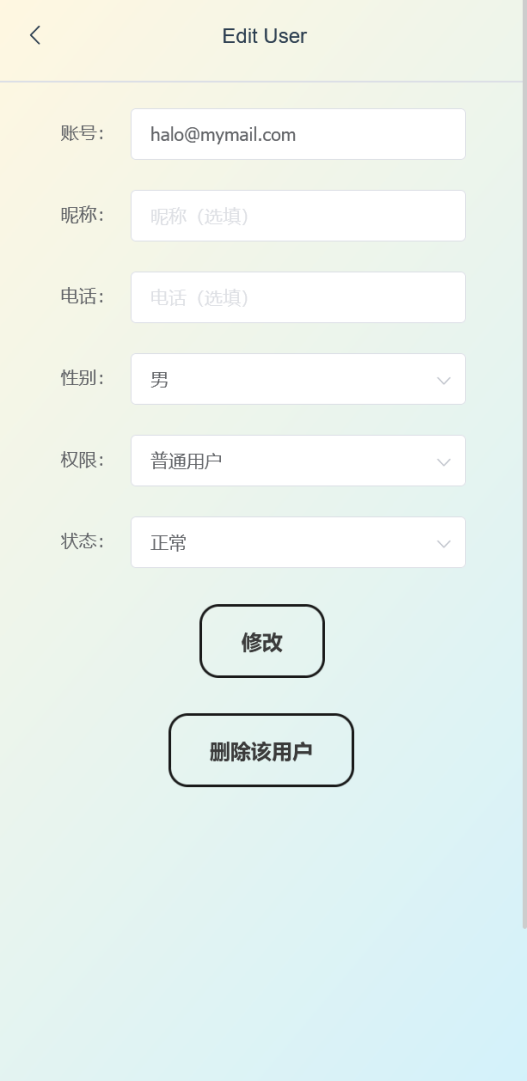 Edit User
账号： halo@mymail.com
昵称： 昵称（选填）
电话： 电话（选填）
性别： 男
权限： 普通用户
状态： 正常
修改
删除该用户